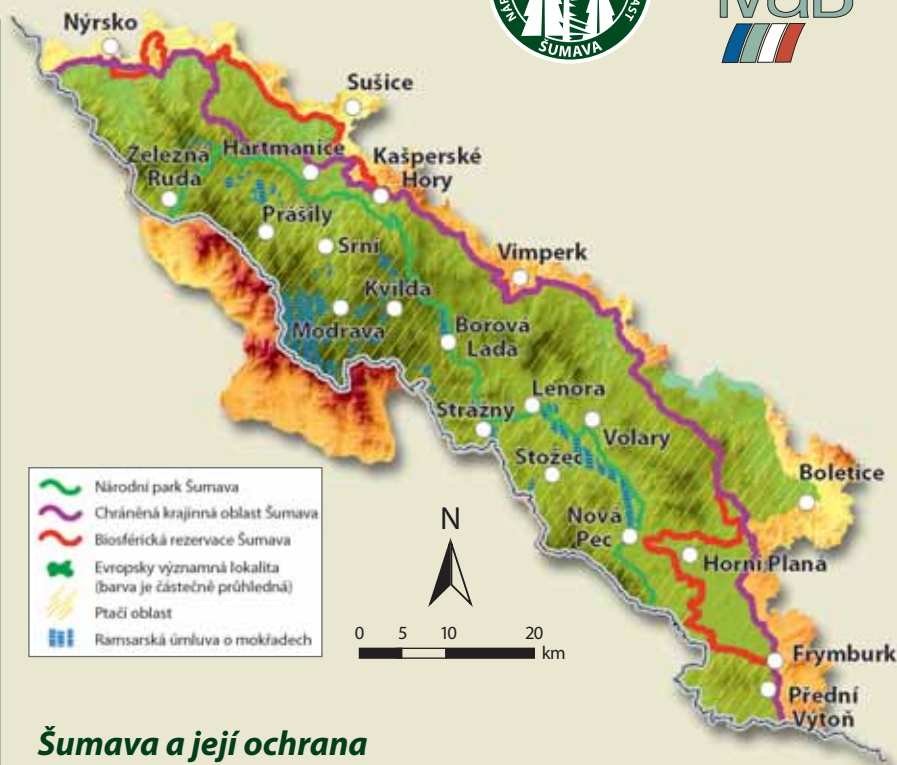 Nýrsko
ŠUMAVA
Sušice
Železná
Ruda
Hartmanice
Kašperské
Hory
Prášily
Srní
Vimperk
Kvilda
Modrava
Borová
Lada
Lenora
Strážný
Volary
Stožec
Boletice
Nová
Pec
Horní Planá
Frymburk
Přední
Výtoň
Národní park Šumava
Chráněná krajinná oblast Šumava
Biosférická rezervace Šumava
Evropsky významná lokalita
(barva je částečně průhledná)
Ptačí oblast
Ramsarská úmluva o mokřadech
N
0 5 10 20
km
Šumava a její ochrana